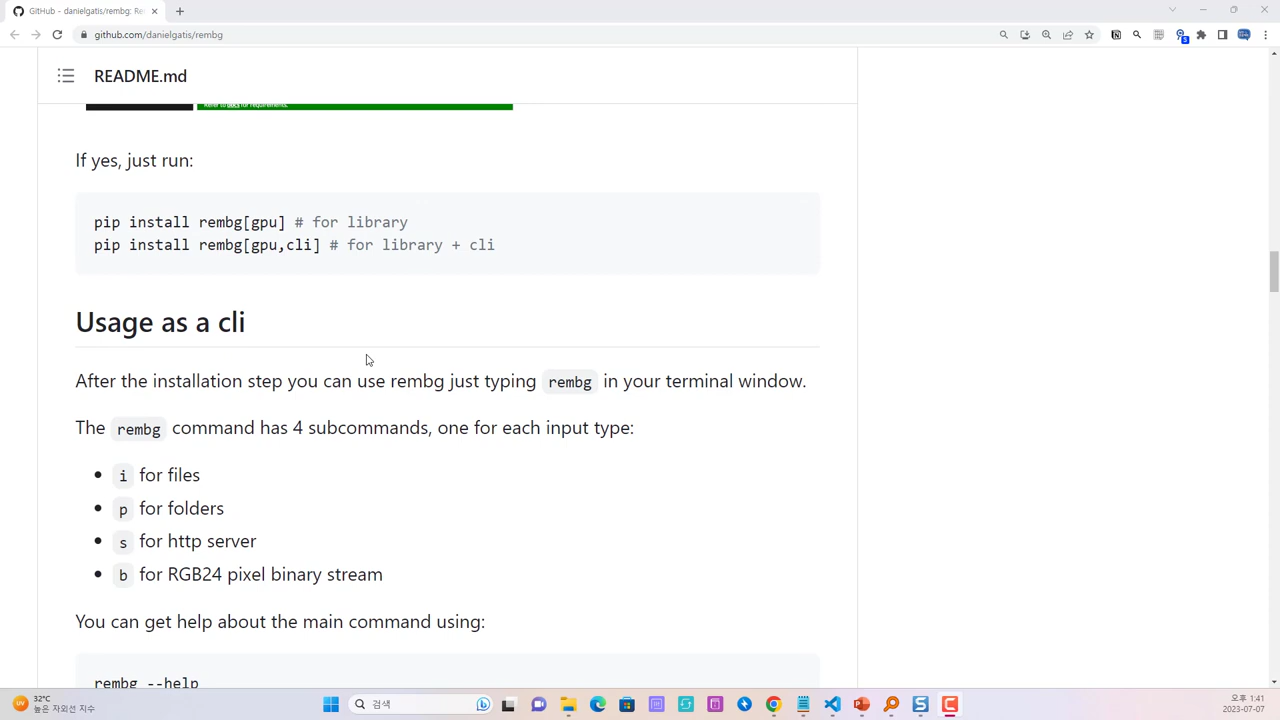 GitHub - danielgatis/rembg: Re
github.com/danielgatis/rembg
README.md
Refer to docs for requirements.
If yes, just run:
pip install rembg[gpu] # for library
pip install rembg[gpu,cli] # for library + cli
Usage as a cli
After the installation step you can use rembg just typing rembg in your terminal window.
The rembg command has 4 subcommands, one for each input type:
i for files
p for folders
s for http server
b for RGB24 pixel binary stream
You can get help about the main command using:
rembg --help
32°C
높은 자외선 지수
검색
오후 1:41
2023-07-07